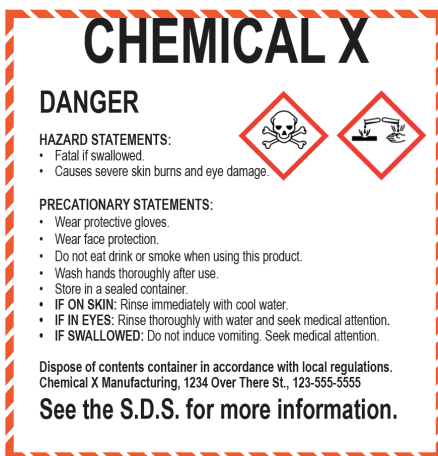 CHEMICAL X
DANGER
HAZARD STATEMENTS:
• Fatal if swallowed.
• Causes severe skin burns and eye damage.
PRECATIONARY STATEMENTS:
• Wear protective gloves.
• Wear face protection.
• Do not eat drink or smoke when using this product.
• Wash hands thoroughly after use.
• Store in a sealed container.
• IF ON SKIN: Rinse immediately with cool water.
• IF IN EYES: Rinse thoroughly with water and seek medical attention.
• IF SWALLOWED: Do not induce vomiting. Seek medical attention.
Dispose of contents container in accordance with local regulations.
Chemical X Manufacturing, 1234 Over There St., 123-555-5555
See the S.D.S. for more information.